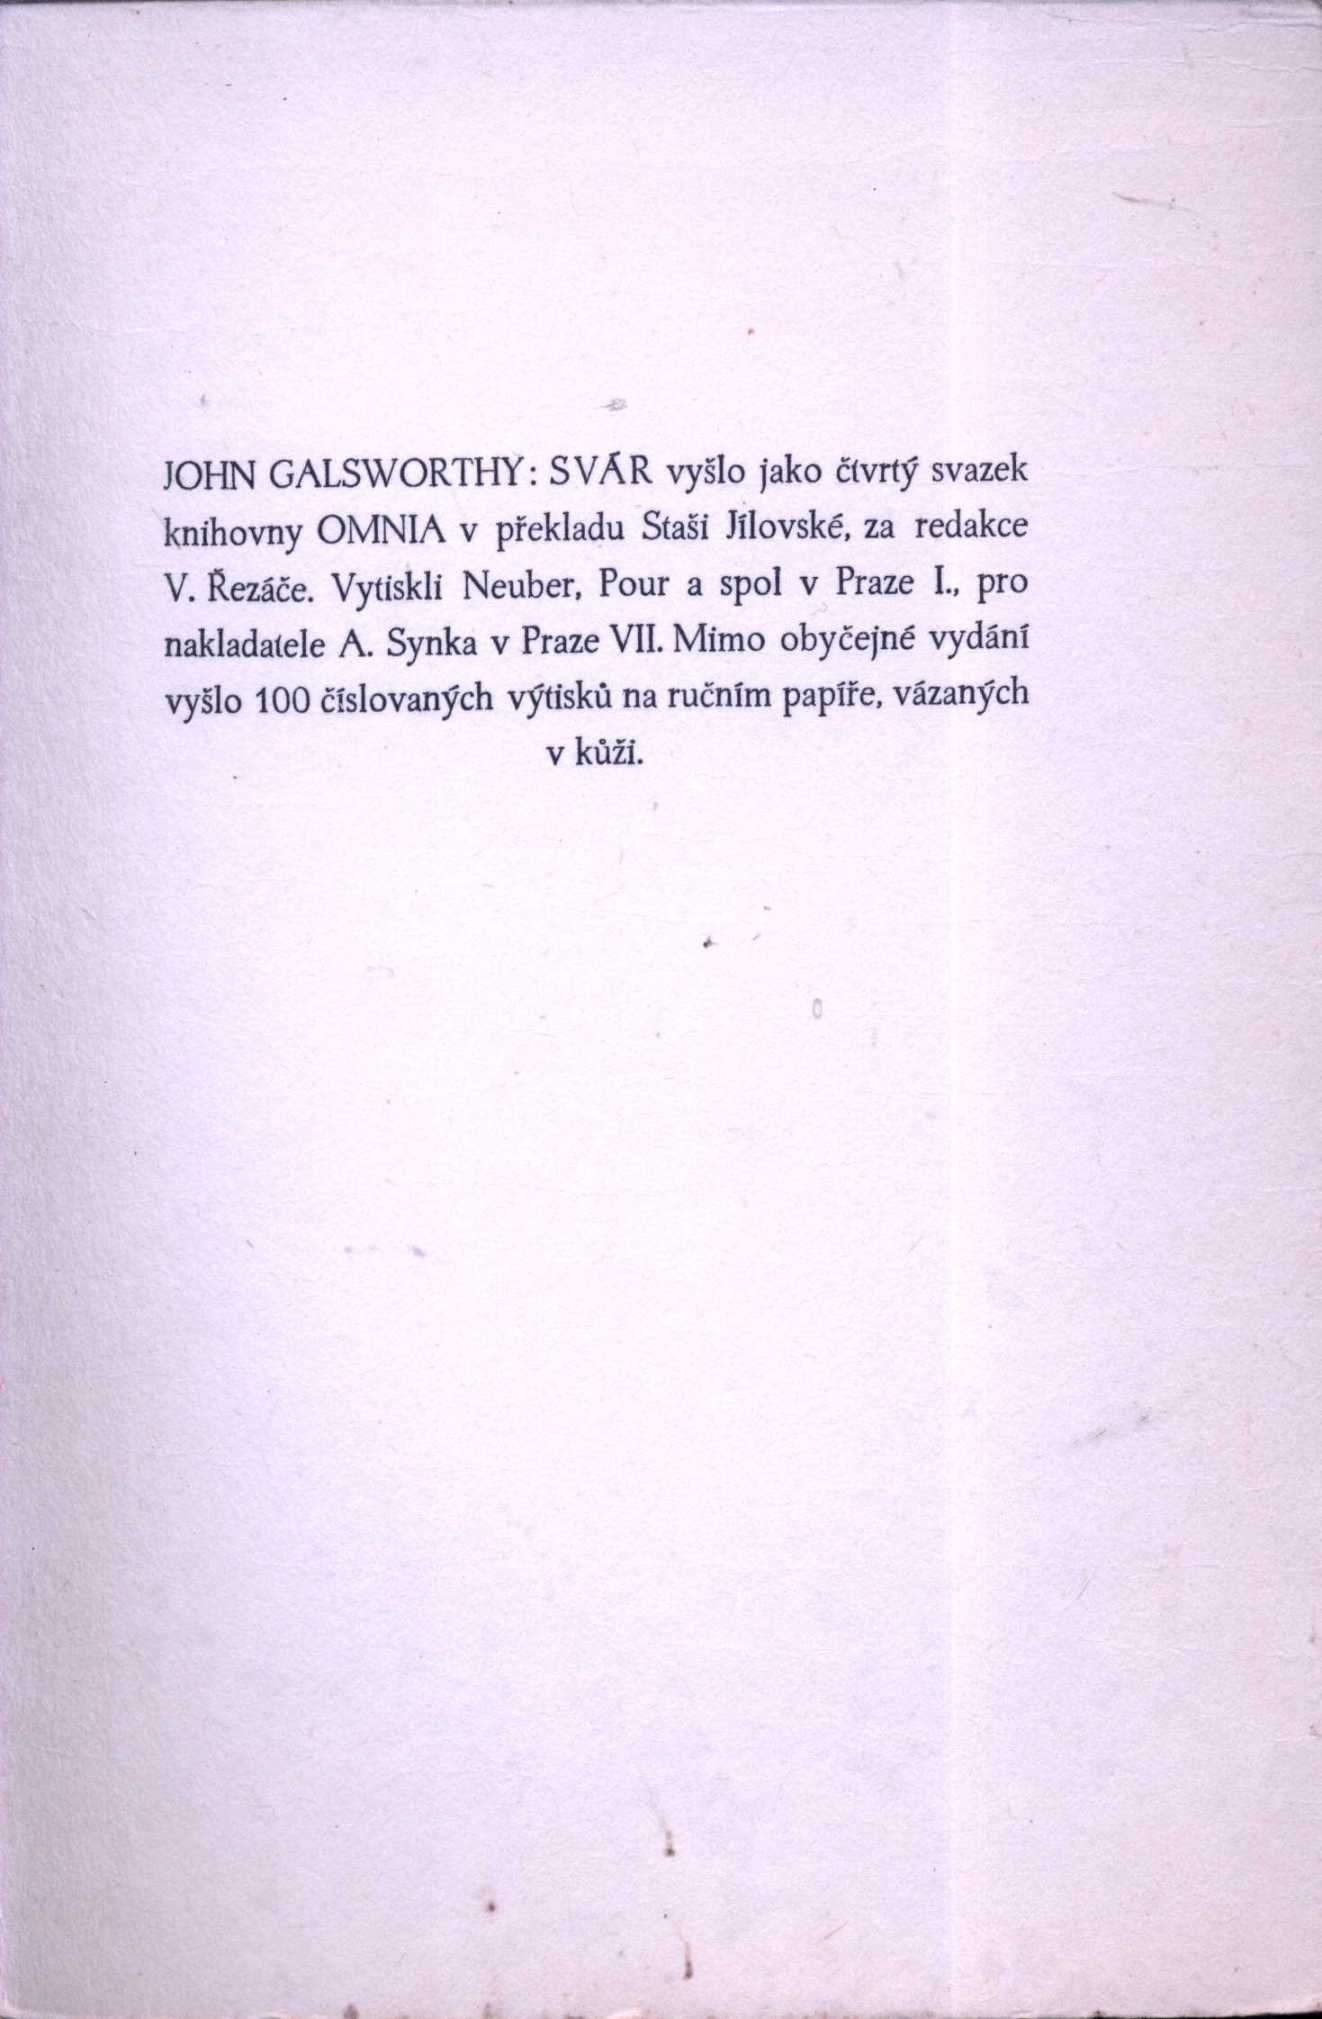 JOHN GALSWORTHY: SVÁR vyšlo jako čtvrtý svazek
knihovny OMNIA v překladu Staši Jílovské, za redakce
V. Řezáče. Vytiskli Neuber, Pour a spol v Praze I., pro
nakladatele A. Synka v Praze VII. Mimo obyčejné vydání
vyšlo 100 číslovaných výtisků na ručním papíře, vázaných
v kůži.